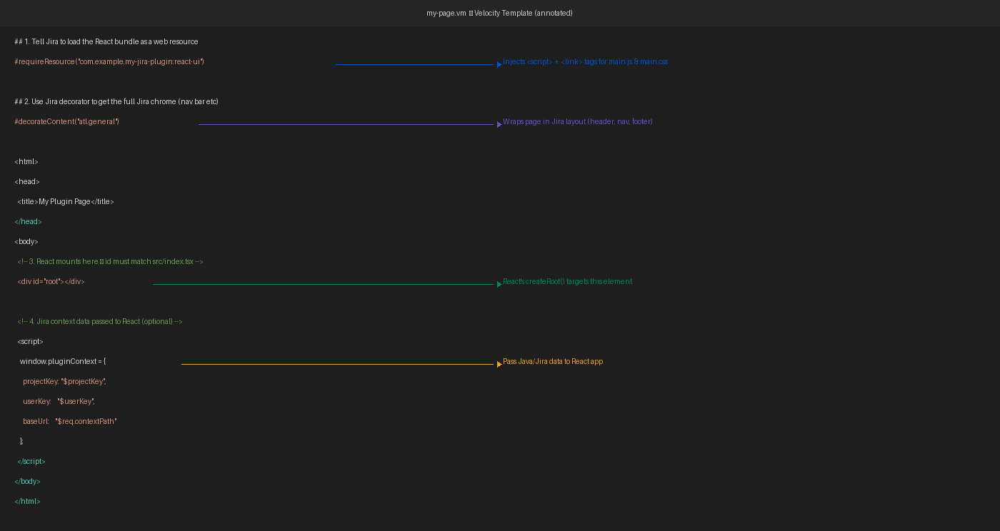 my-page.vm □ Velocity Template (annotated)
## 1. Tell Jira to load the React bundle as a web resource
#requireResource("com.example.my-jira-plugin:react-ui")
Injects <script> + <link> tags for main.js & main.css
## 2. Use Jira decorator to get the full Jira chrome (nav bar etc)
#decorateContent("atl.general")
Wraps page in Jira layout (header, nav, footer)
<html>
<head>
<title>My Plugin Page</title>
</head>
<body>
<!-- 3. React mounts here □ id must match src/index.tsx -->
<div id="root"></div>
React's createRoot() targets this element
<!-- 4. Jira context data passed to React (optional) -->
<script>
window.pluginContext = {
Pass Java/Jira data to React app
projectKey: "$projectKey",
userKey: "$userKey",
baseUrl: "$req.contextPath"
};
</script>
</body>
</html>